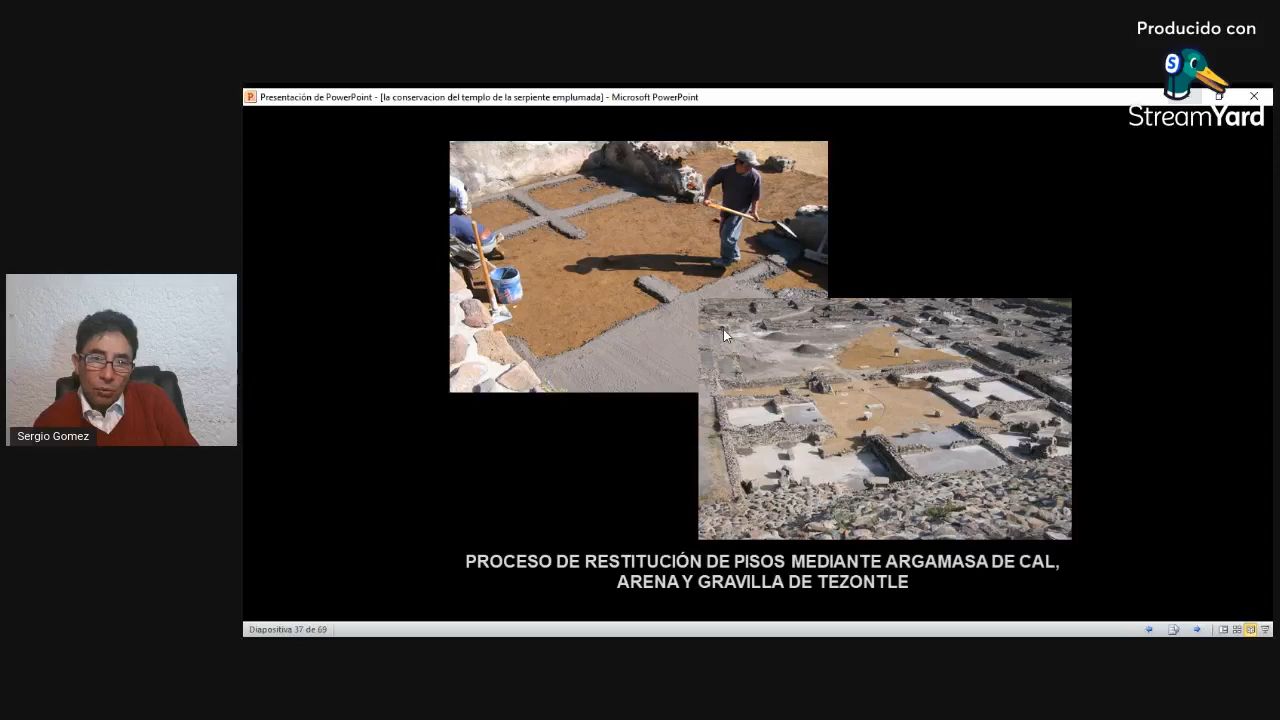 Producido con
StreamYard
Presentación de PowerPoint - [la conservacion del templo de la serpiente emplumada] - Microsoft PowerPoint
Sergio Gomez
PROCESO DE RESTITUCIÓN DE PISOS MEDIANTE ARGAMASA DE CAL,
ARENA Y GRAVILLA DE TEZONTLE
Diapositiva 37 de 69